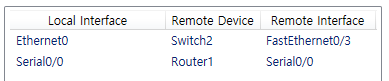 Local Interface Remote Device Remote Interface
Ethernet0 Switch2 FastEthernet0/3
Serial0/0 Router1 Serial0/0